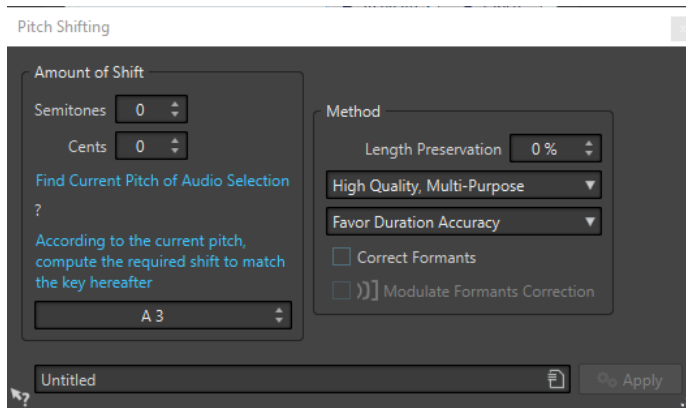 Pitch Shifting
Amount of Shift
Semitones 0
Cents 0
Find Current Pitch of Audio Selection
?
According to the current pitch,
compute the required shift to match
the key hereafter
A 3
Method
Length Preservation 0 %
High Quality, Multi-Purpose
Favor Duration Accuracy
Correct Formants
Modulate Formants Correction
Untitled
Apply